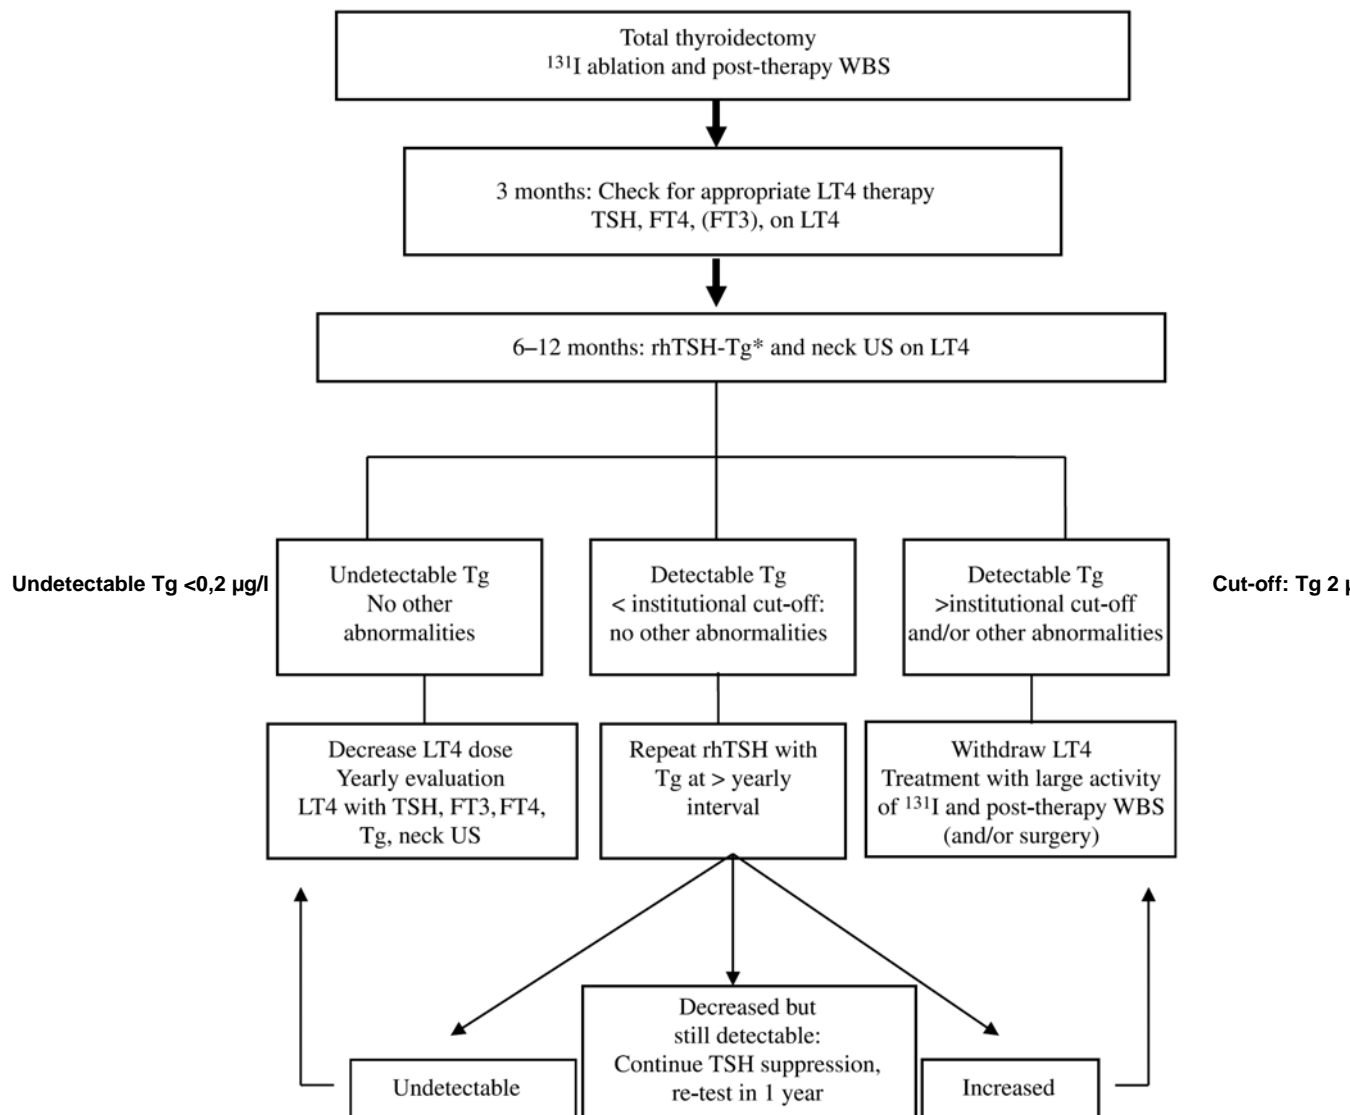 Total thyroidectomy
131I ablation and post-therapy WBS
3 months: Check for appropriate LT4 therapy
TSH, FT4, (FT3), on LT4
6–12 months: rhTSH-Tg* and neck US on LT4
Undetectable Tg <0,2 µg/l
Undetectable Tg
No other
abnormalities
Detectable Tg
< institutional cut-off:
no other abnormalities
Detectable Tg
>institutional cut-off
and/or other abnormalities
Cut-off: Tg 2 µ
Decrease LT4 dose
Yearly evaluation
LT4 with TSH, FT3, FT4,
Tg, neck US
Repeat rhTSH with
Tg at > yearly
interval
Withdraw LT4
Treatment with large activity
of 131I and post-therapy WBS
(and/or surgery)
Undetectable
Decreased but
still detectable:
Continue TSH suppression,
re-test in 1 year
Increased